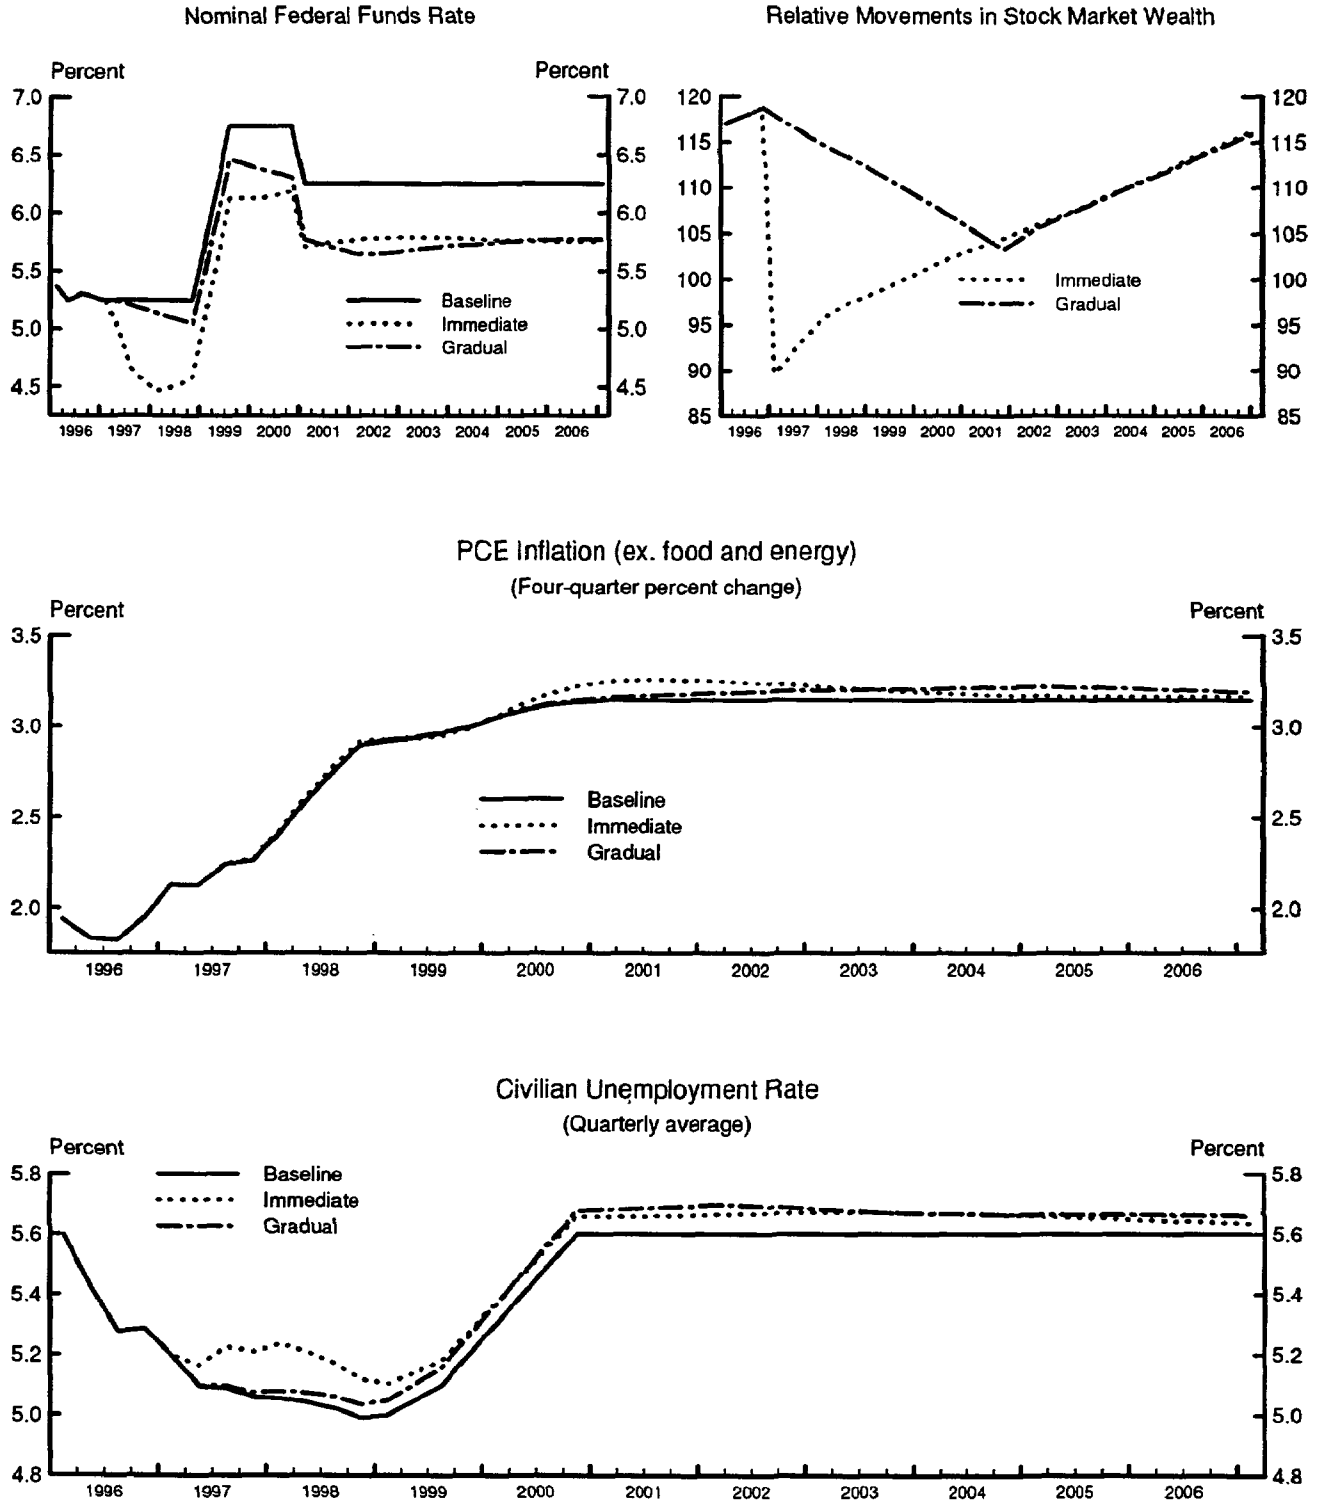 Nominal Federal Funds Rate
Percent Percent
7.0 7.0
6.5 6.5
6.0 6.0
5.5 5.5
5.0 5.0
4.5 4.5
Baseline
Immediate
Gradual
1996 1997 1998 1999 2000 2001 2002 2003 2004 2005 2006
Relative Movements in Stock Market Wealth
120 120
115 115
110 110
105 105
100 100
95 95
90 90
85 85
Immediate
Gradual
1996 1997 1998 1999 2000 2001 2002 2003 2004 2005 2006
PCE Inflation (ex. food and energy)
(Four-quarter percent change)
Percent Percent
3.5 3.5
3.0 3.0
2.5 2.5
2.0 2.0
Baseline
Immediate
Gradual
1996 1997 1998 1999 2000 2001 2002 2003 2004 2005 2006
Civilian Unemployment Rate
(Quarterly average)
Percent Percent
5.8 5.8
5.6 5.6
5.4 5.4
5.2 5.2
5.0 5.0
4.8 4.8
Baseline
Immediate
Gradual
1996 1997 1998 1999 2000 2001 2002 2003 2004 2005 2006